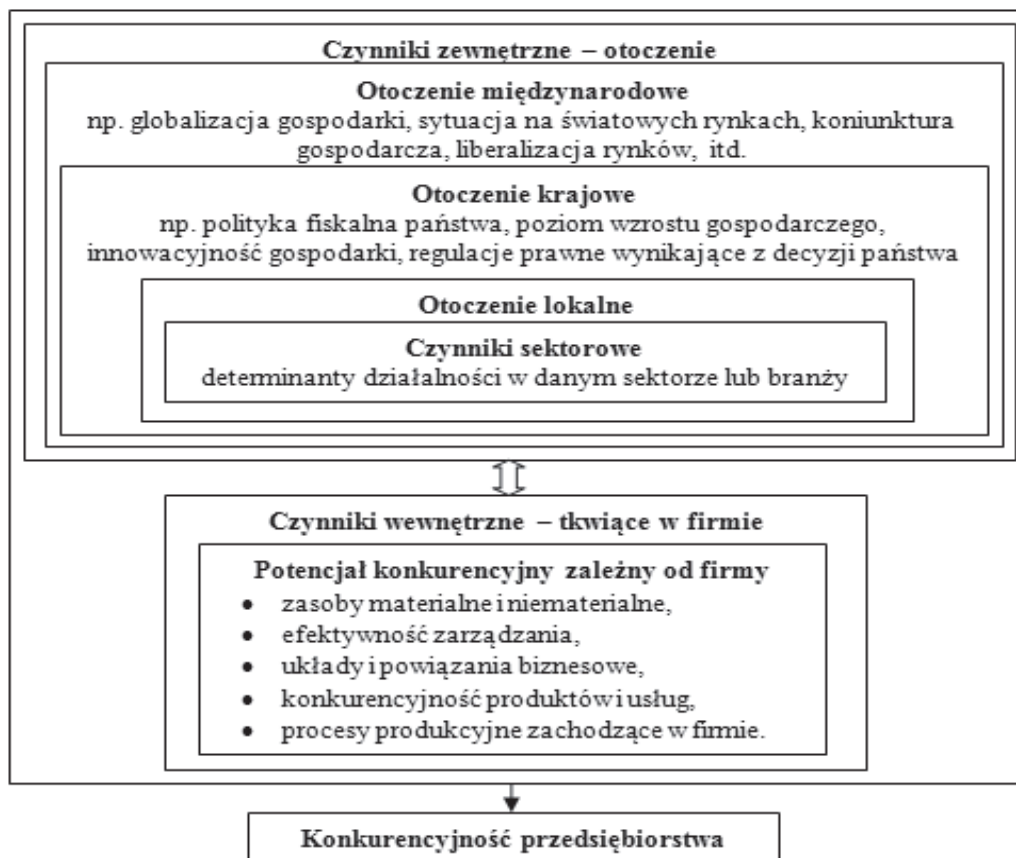 Czynniki zewnętrzne – otoczenie
Otoczenie międzynarodowe
np. globalizacja gospodarki, sytuacja na światowych rynkach, koniunktura
gospodarcza, liberalizacja rynków, itd.
Otoczenie krajowe
np. polityka fiskalna państwa, poziom wzrostu gospodarczego,
innowacyjność gospodarki, regulacje prawne wynikające z decyzji państwa
Otoczenie lokalne
Czynniki sektorowe
determinanty działalności w danym sektorze lub branży
Czynniki wewnętrzne – tkwiące w firmie
Potencjał konkurencyjny zależny od firmy
• zasoby materialne i niematerialne,
• efektywność zarządzania,
• układy i powiązania biznesowe,
• konkurencyjność produktów i usług,
• procesy produkcyjne zachodzące w firmie.
Konkurencyjność przedsiębiorstwa